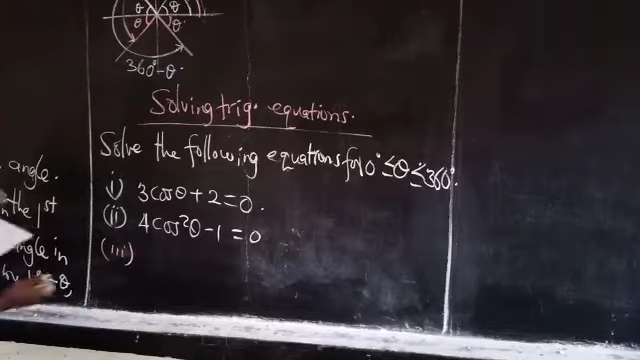 θ θ
θ θ
360°-θ
Solving trig. equations.
Solve the following equations for 0° ≤ θ ≤ 360°.
(i) 3cosθ + 2 = 0.
(ii) 4cos²θ - 1 = 0
(iii)
angle.
the 1st
angle in
by